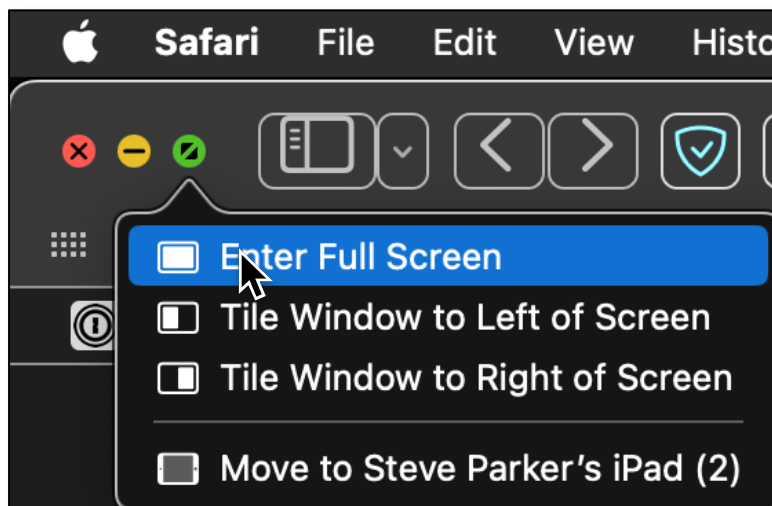 Safari File Edit View Histo
Enter Full Screen
Tile Window to Left of Screen
Tile Window to Right of Screen
Move to Steve Parker’s iPad (2)